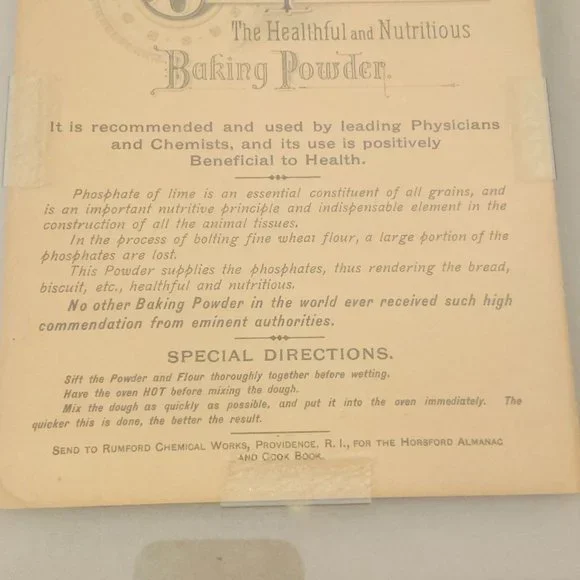 The Healthful and Nutritious
Baking Powder.
It is recommended and used by leading Physicians
and Chemists, and its use is positively
Beneficial to Health.
Phosphate of lime is an essential constituent of all grains, and
is an important nutritive principle and indispensable element in the
construction of all the animal tissues.
In the process of bolting fine wheat flour, a large portion of the
phosphates are lost.
This Powder supplies the phosphates, thus rendering the bread,
biscuit, etc., healthful and nutritious.
No other Baking Powder in the world ever received such high
commendation from eminent authorities.
SPECIAL DIRECTIONS.
Sift the Powder and Flour thoroughly together before wetting.
Have the oven HOT before mixing the dough.
Mix the dough as quickly as possible, and put it into the oven immediately. The
quicker this is done, the better the result.
SEND TO RUMFORD CHEMICAL WORKS, PROVIDENCE, R. I., FOR THE HORSFORD ALMANAC
AND COOK BOOK.